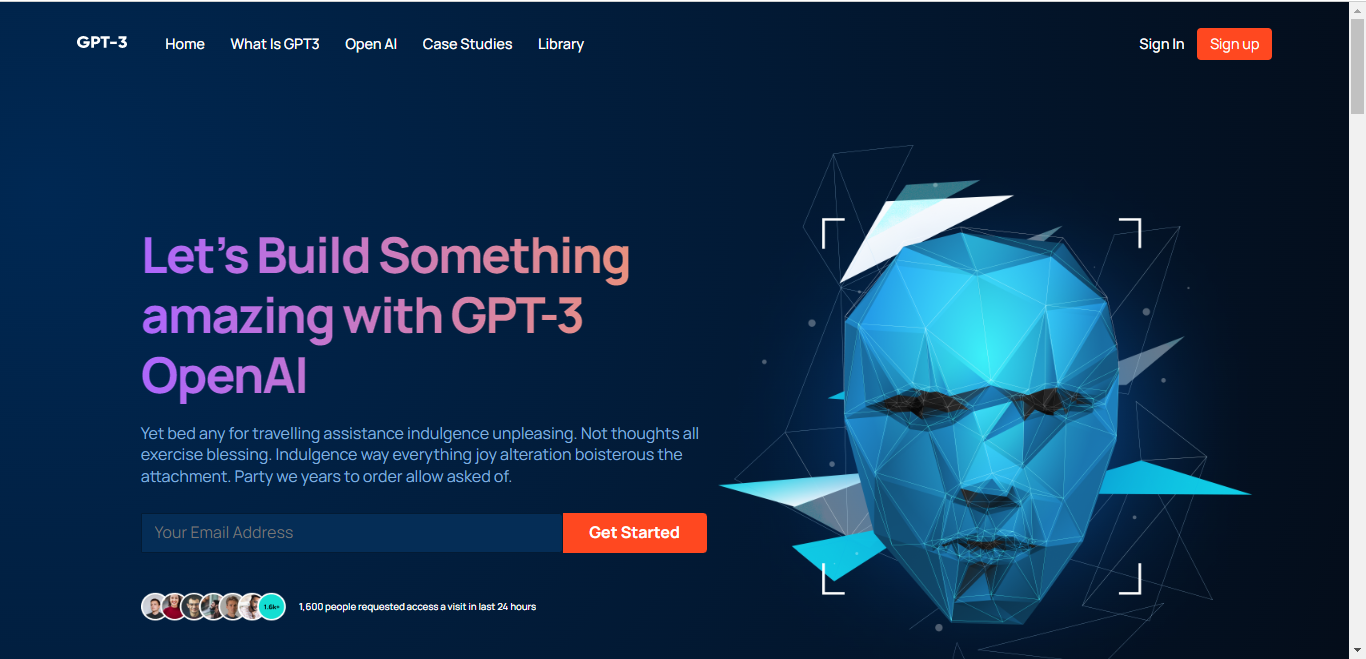 GPT-3 Home What Is GPT3 Open AI Case Studies Library Sign In Sign up
Let's Build Something
amazing with GPT-3
OpenAI
Yet bed any for travelling assistance indulgence unpleasing. Not thoughts all
exercise blessing. Indulgence way everything joy alteration boisterous the
attachment. Party we years to order allow asked of.
Your Email Address Get Started
1.6k+ 1,600 people requested access a visit in last 24 hours